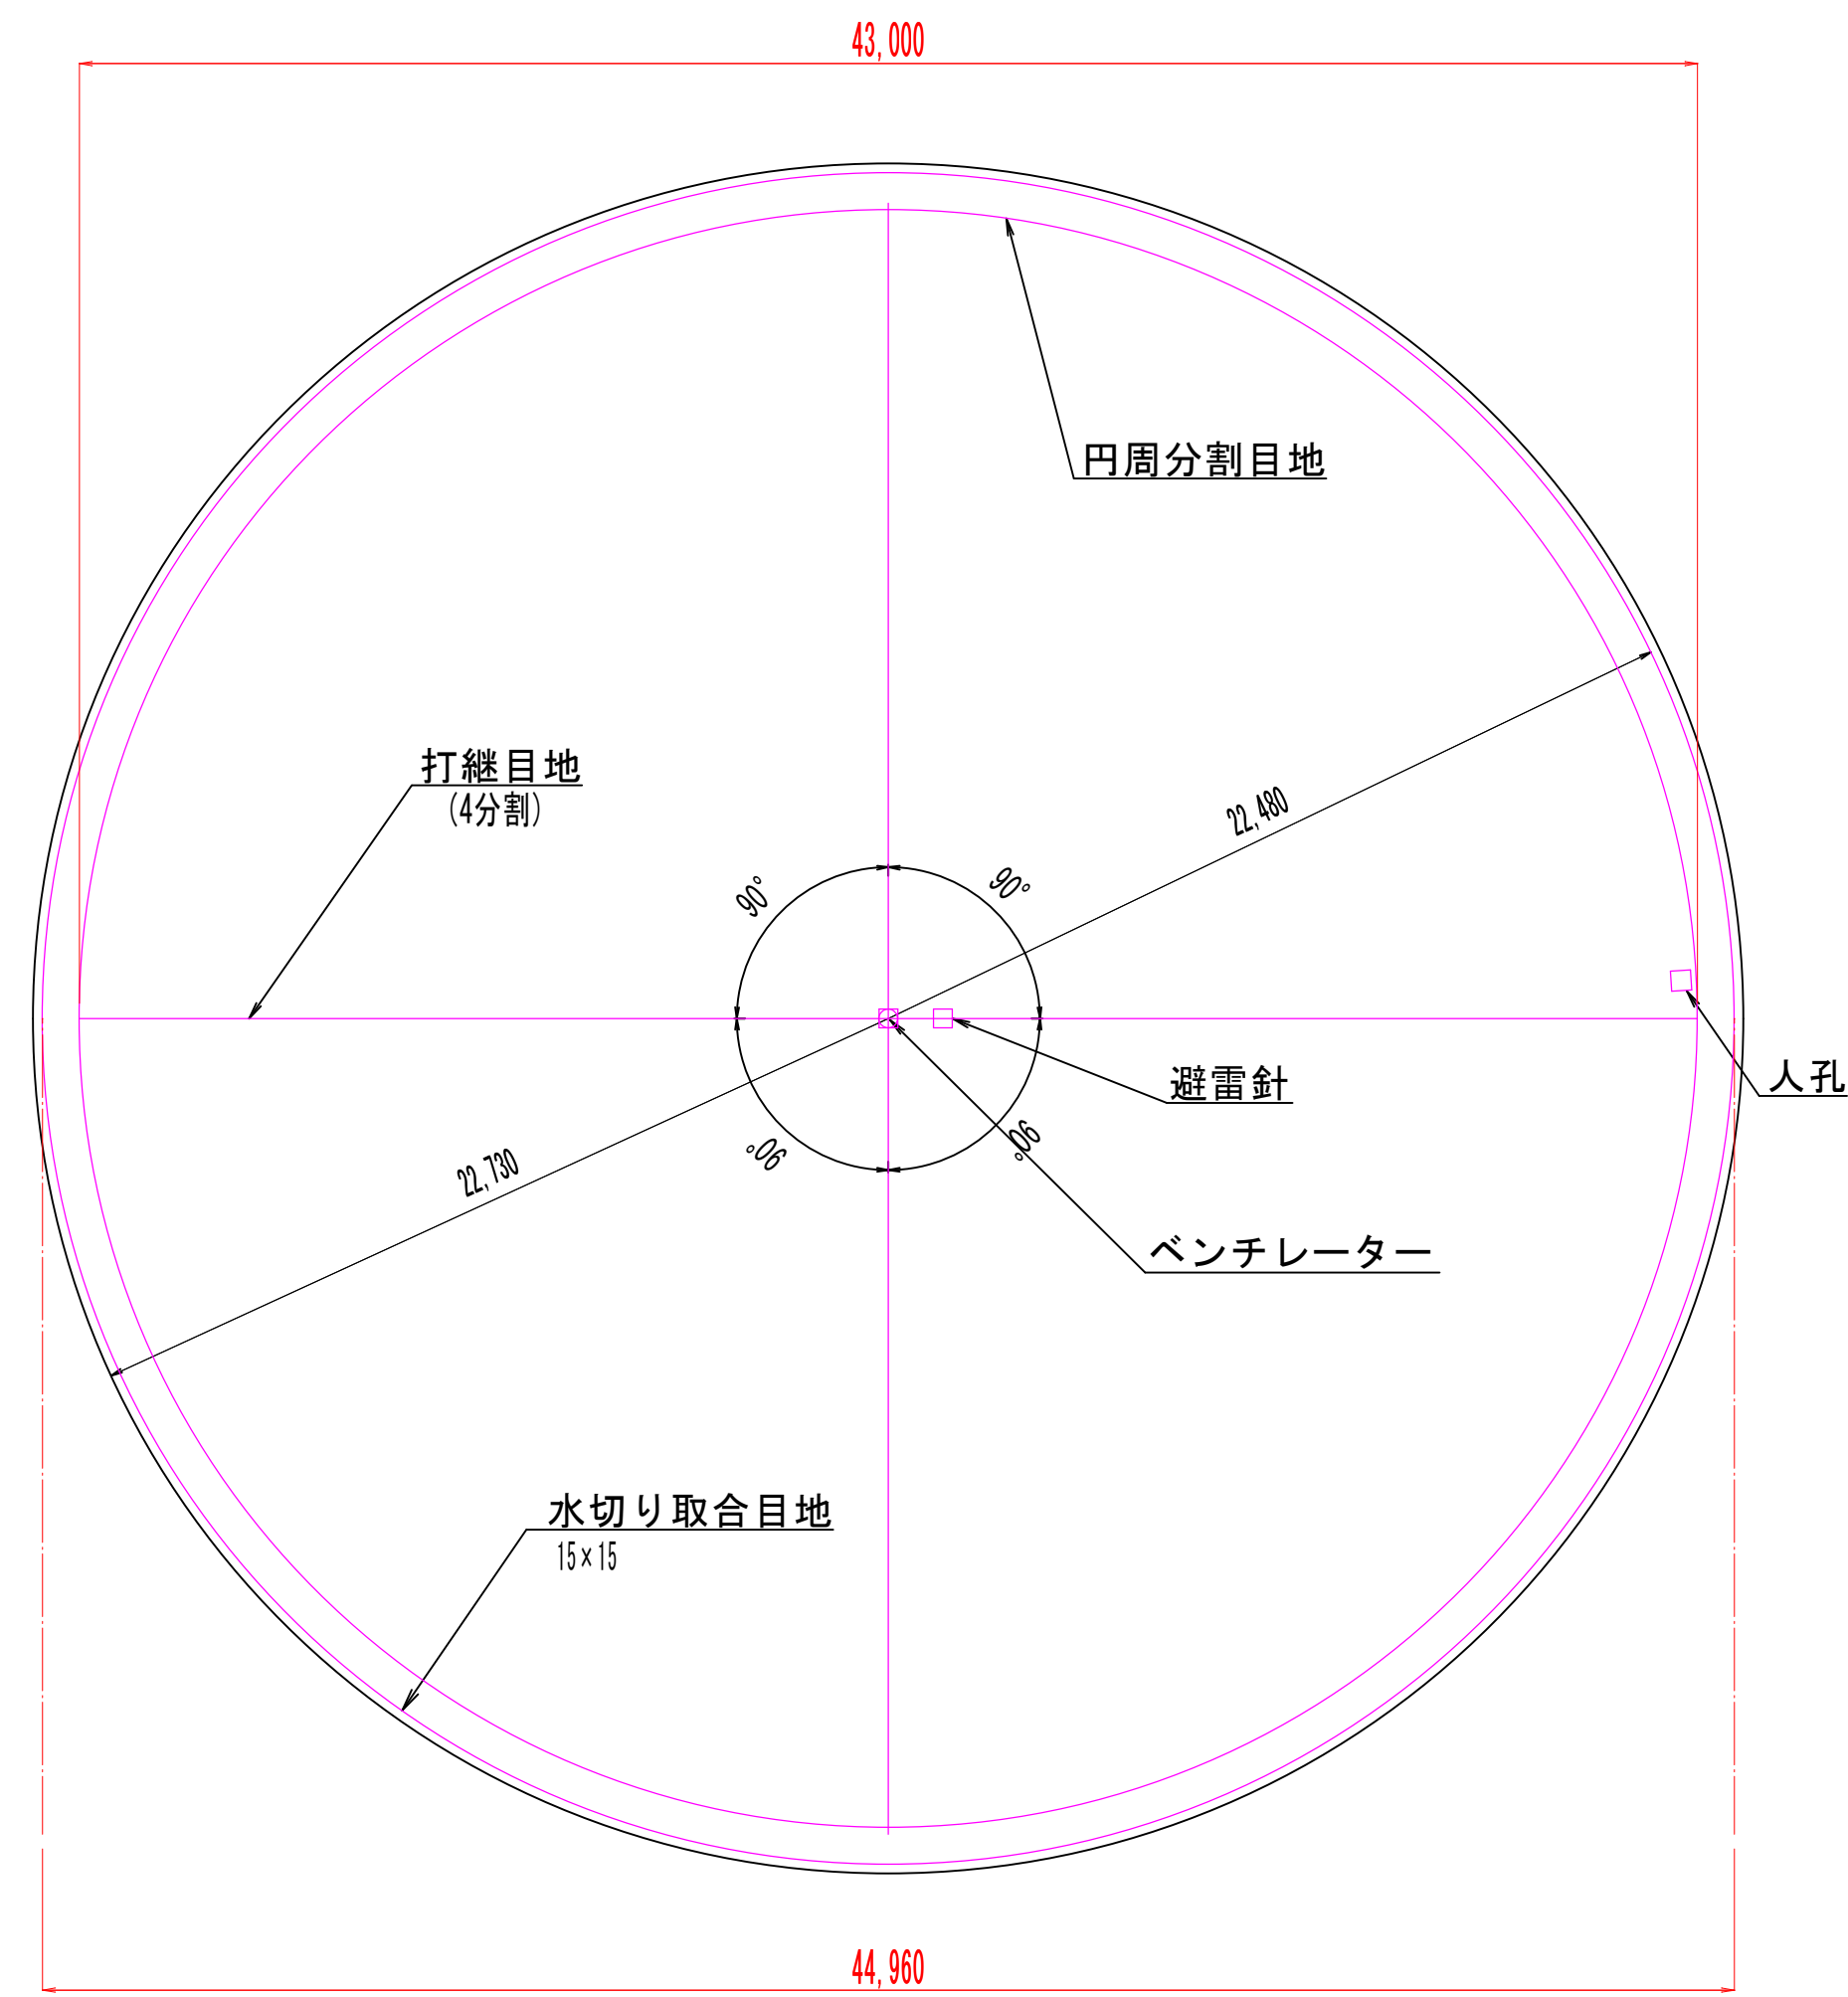 43,000
円周分割目地
打継目地
(4分割)
22,480
90°
90°
避雷針
人孔
90°
90°
22,730
ベンチレーター
水切り取合目地
15×15
44,960